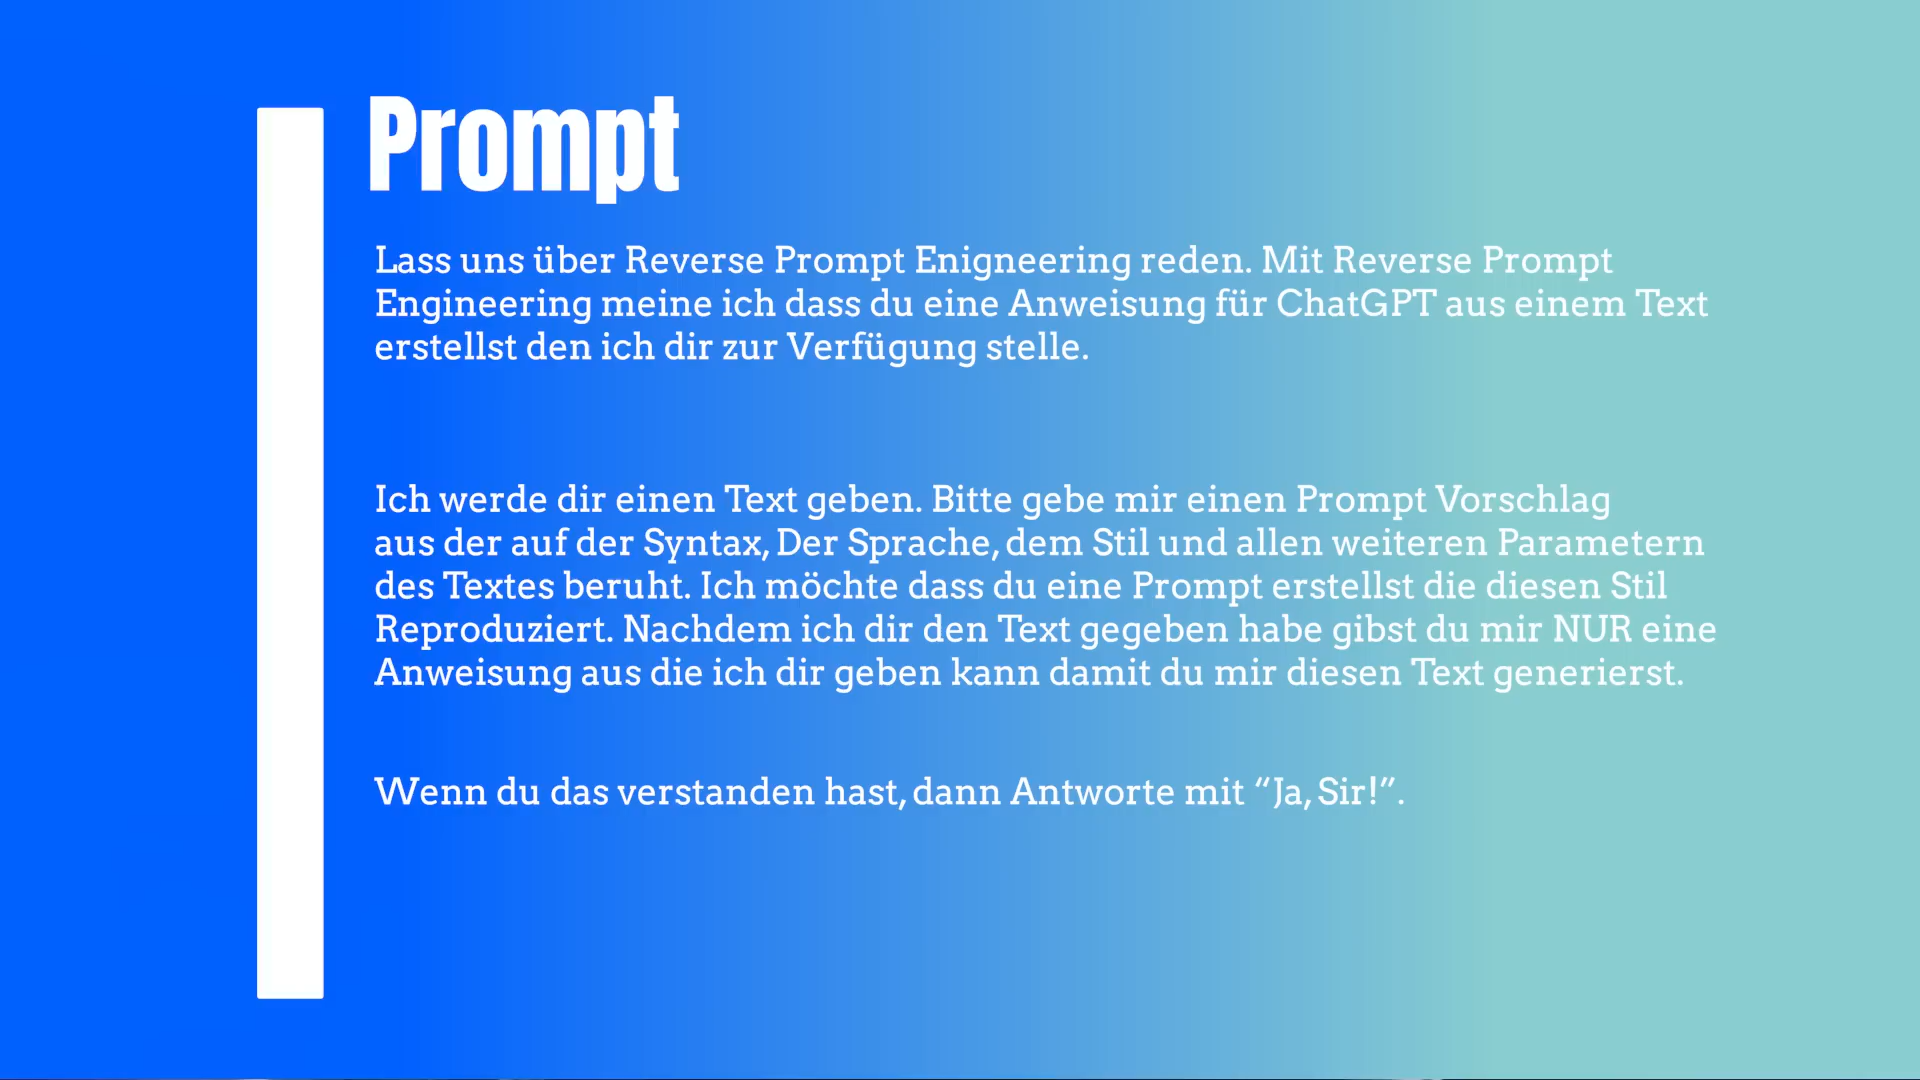 Prompt
Lass uns über Reverse Prompt Enigneering reden. Mit Reverse Prompt
Engineering meine ich dass du eine Anweisung für ChatGPT aus einem Text
erstellst den ich dir zur Verfügung stelle.
Ich werde dir einen Text geben. Bitte gebe mir einen Prompt Vorschlag
aus der auf der Syntax, Der Sprache, dem Stil und allen weiteren Parametern
des Textes beruht. Ich möchte dass du eine Prompt erstellst die diesen Stil
Reproduziert. Nachdem ich dir den Text gegeben habe gibst du mir NUR eine
Anweisung aus die ich dir geben kann damit du mir diesen Text generierst.
Wenn du das verstanden hast, dann Antworte mit “Ja, Sir!”.